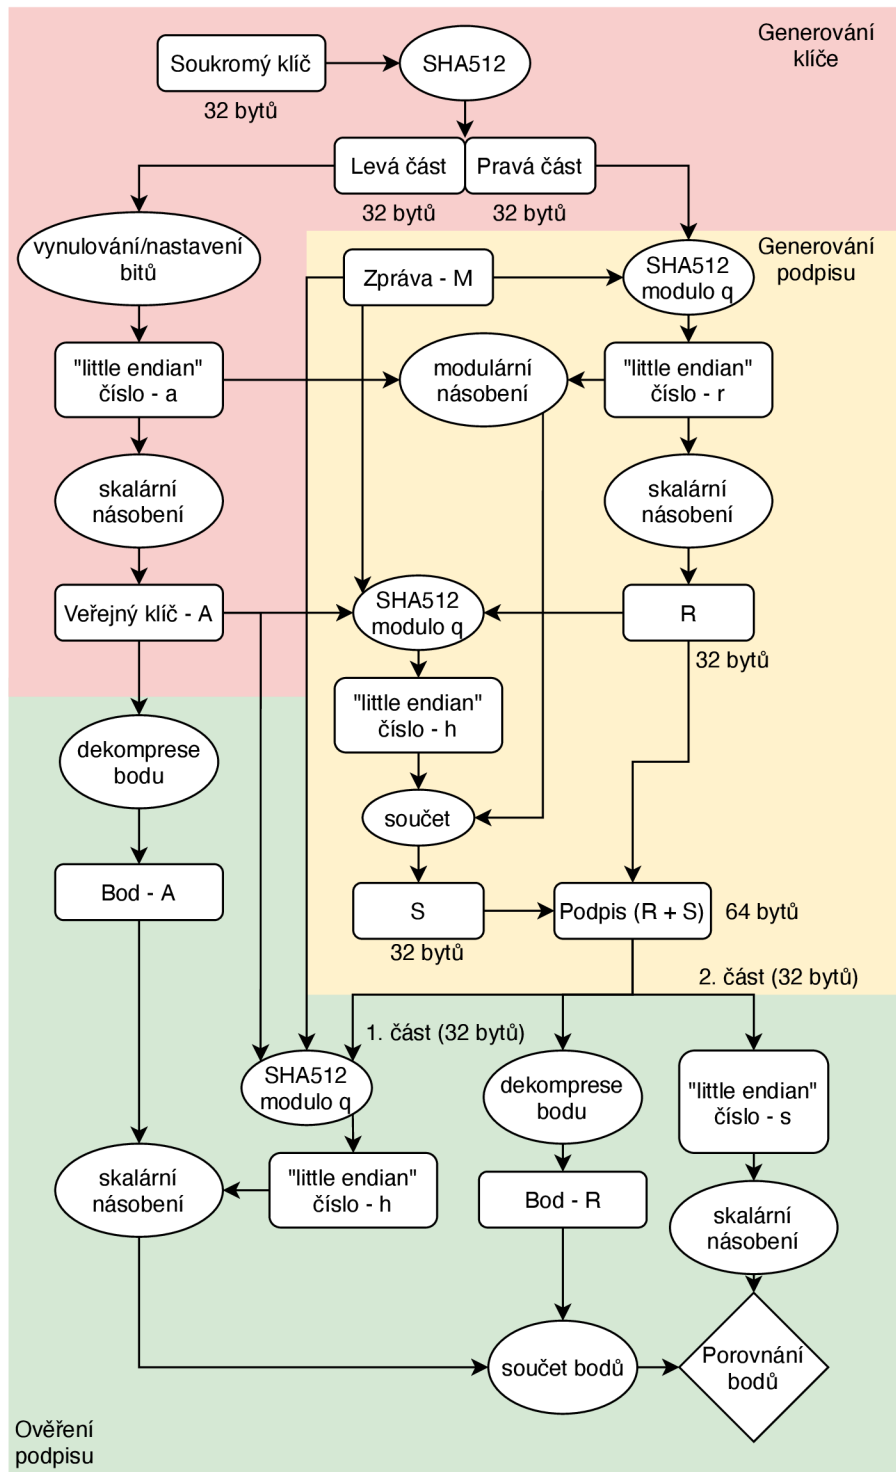 Generování
klíče
Soukromý klíč
SHA512
32 bytů
Levá část
Pravá část
32 bytů
32 bytů
vynulování/nastavení
bitů
Generování
podpisu
Zpráva - M
SHA512
modulo q
"little endian"
číslo - a
modulární
násobení
"little endian"
číslo - r
skalární
násobení
skalární
násobení
Veřejný klíč - A
SHA512
modulo q
R
32 bytů
"little endian"
číslo - h
dekomprese
bodu
součet
Bod - A
S
Podpis (R + S)
64 bytů
32 bytů
2. část (32 bytů)
1. část (32 bytů)
SHA512
modulo q
dekomprese
bodu
"little endian"
číslo - s
skalární
násobení
"little endian"
číslo - h
Bod - R
skalární
násobení
součet bodů
Porovnání
bodů
Ověření
podpisu